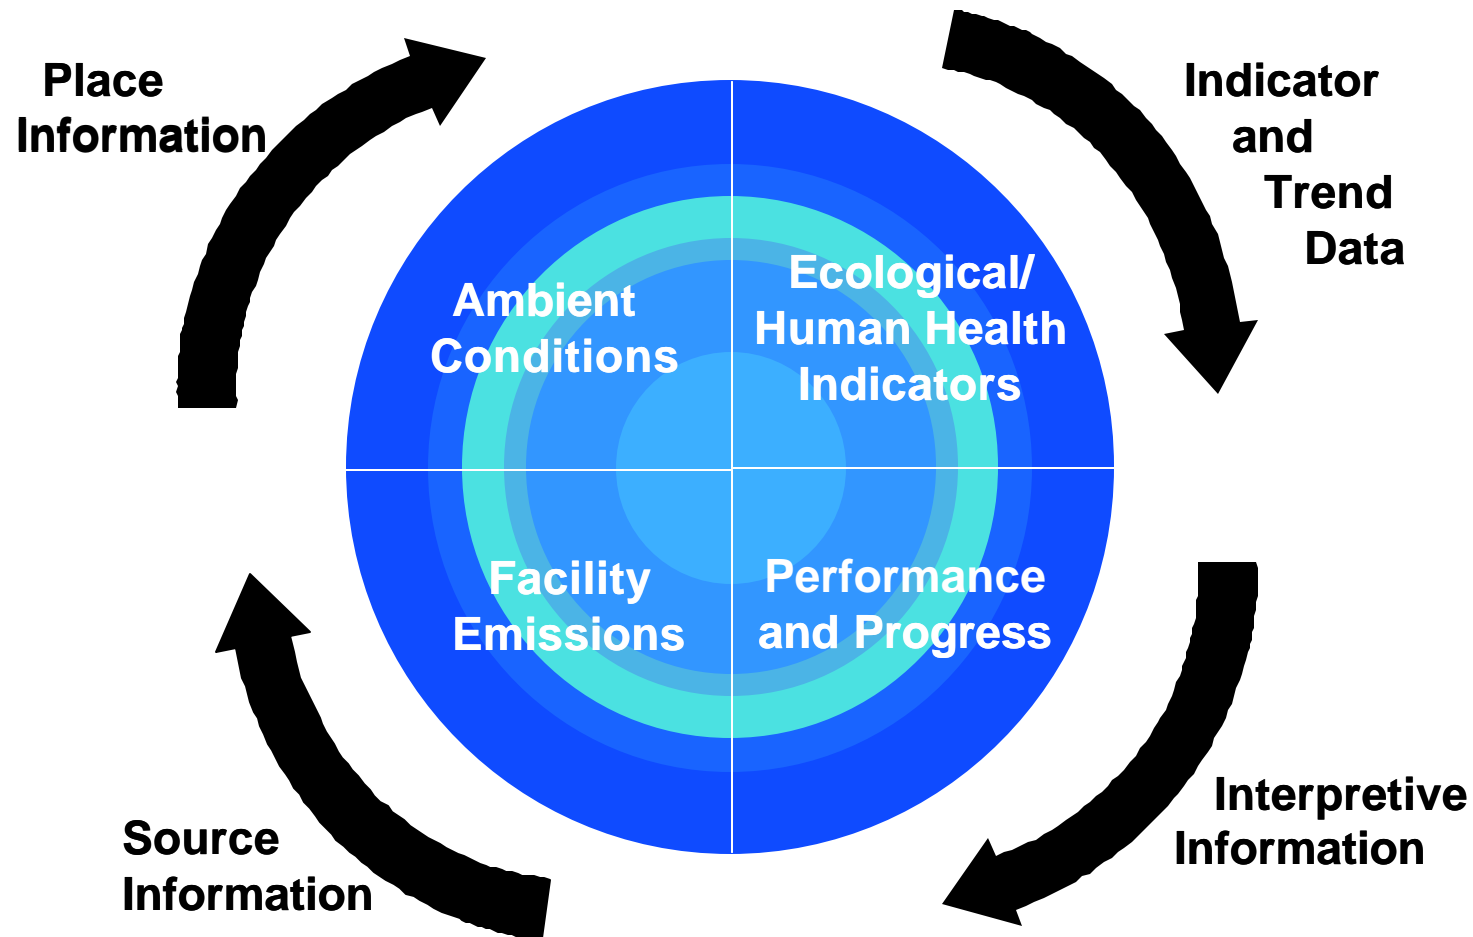 Place
Information
Indicator
and
Trend
Data
Ambient
Conditions
Ecological/
Human Health
Indicators
Facility
Emissions
Performance
and Progress
Source
Information
Interpretive
Information